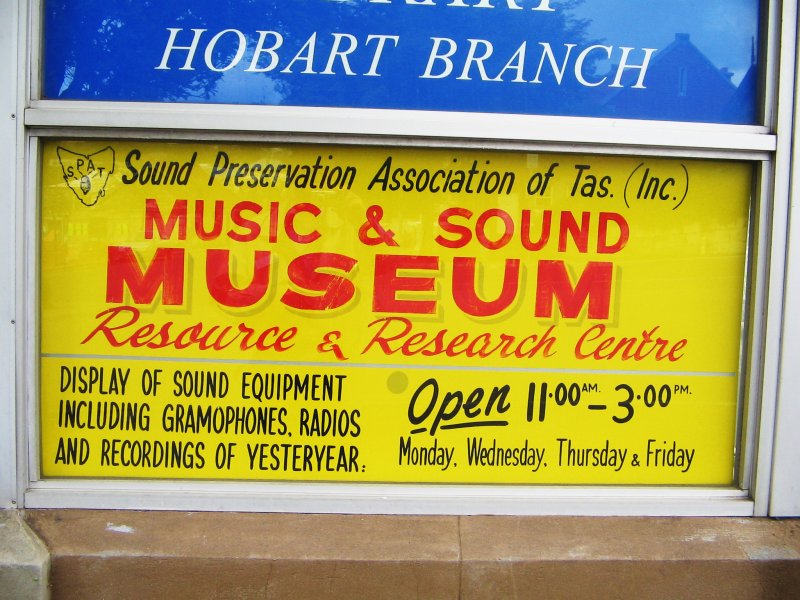 HOBART BRANCH
SPAT
Sound Preservation Association of Tas. (Inc.)
MUSIC & SOUND
MUSEUM
Resource & Research Centre
DISPLAY OF SOUND EQUIPMENT
INCLUDING GRAMOPHONES, RADIOS
AND RECORDINGS OF YESTERYEAR.
Open 11·00AM. – 3·00PM.
Monday, Wednesday, Thursday & Friday